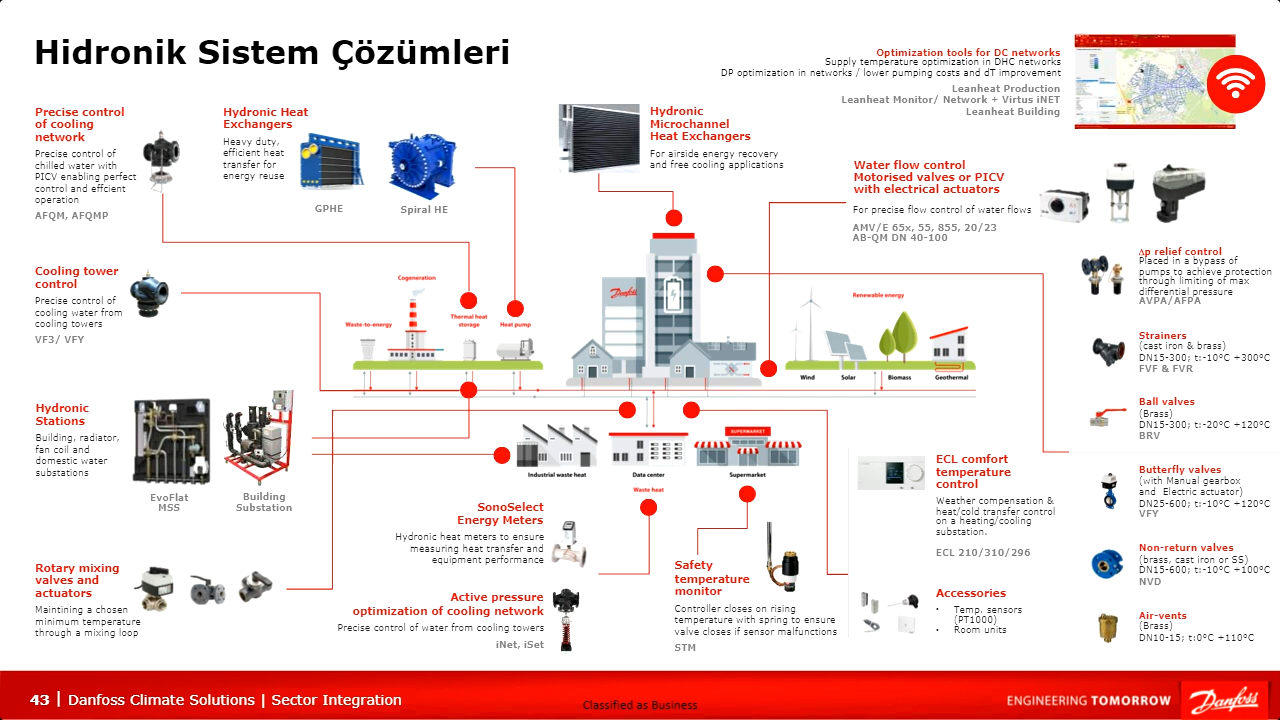 Hidronik Sistem Çözümleri
Optimization tools for DC networks
Supply temperature optimization in DHC networks
DP optimization in networks / lower pumping costs and dT improvement
Leanheat Production
Leanheat Monitor/ Network + Virtus iNET
Leanheat Building
Precise control
of cooling
network
Precise control of
chilled water with
PICV enabling perfect
control and effcient
operation
AFQM, AFQMP
Hydronic Heat
Exchangers
Heavy duty,
efficient heat
transfer for
energy reuse
GPHE
Spiral HE
Hydronic
Microchannel
Heat Exchangers
For airside energy recovery
and free cooling applications
Water flow control
Motorised valves or PICV
with electrical actuators
For precise flow control of water flows
AMV/E 65x, 55, 855, 20/23
AB-QM DN 40-100
Δp relief control
Placed in a bypass of
pumps to achieve protection
through limiting of max
differential pressure
AVPA/AFPA
Cooling tower
control
Precise control of
cooling water from
cooling towers
VF3/ VFY
Cogeneration
Waste-to-energy
Thermal heat
storage
Heat pump
Danfoss
Renewable energy
Wind
Solar
Biomass
Geothermal
Strainers
(cast iron & brass)
DN15-300; t:-10°C +300°C
FVF & FVR
Ball valves
(Brass)
DN15-300; t:-20°C +120°C
BRV
Hydronic
Stations
Building, radiator,
fan coil and
domestic water
substations
EvoFlat
MSS
Building
Substation
SUPERMARKET
Industrial waste heat
Data center
Supermarket
Waste heat
ECL comfort
temperature
control
Weather compensation &
heat/cold transfer control
on a heating/cooling
substation.
ECL 210/310/296
Butterfly valves
(with Manual gearbox
and  Electric actuator)
DN25-600; t:-10°C +120°C
VFY
SonoSelect
Energy Meters
Hydronic heat meters to ensure
measuring heat transfer and
equipment performance
Non-return valves
(brass, cast iron or SS)
DN15-600; t:-10°C +100°C
NVD
Rotary mixing
valves and
actuators
Maintining a chosen
minimum temperature
through a mixing loop
Active pressure
optimization of cooling network
Precise control of water from cooling towers
iNet, iSet
Safety
temperature
monitor
Controller closes on rising
temperature with spring to ensure
valve closes if sensor malfunctions
STM
Accessories
• Temp. sensors
(PT1000)
• Room units
Air-vents
(Brass)
DN10-15; t:0°C +110°C
43 | Danfoss Climate Solutions | Sector Integration
Classified as Business
ENGINEERING TOMORROW
Danfoss